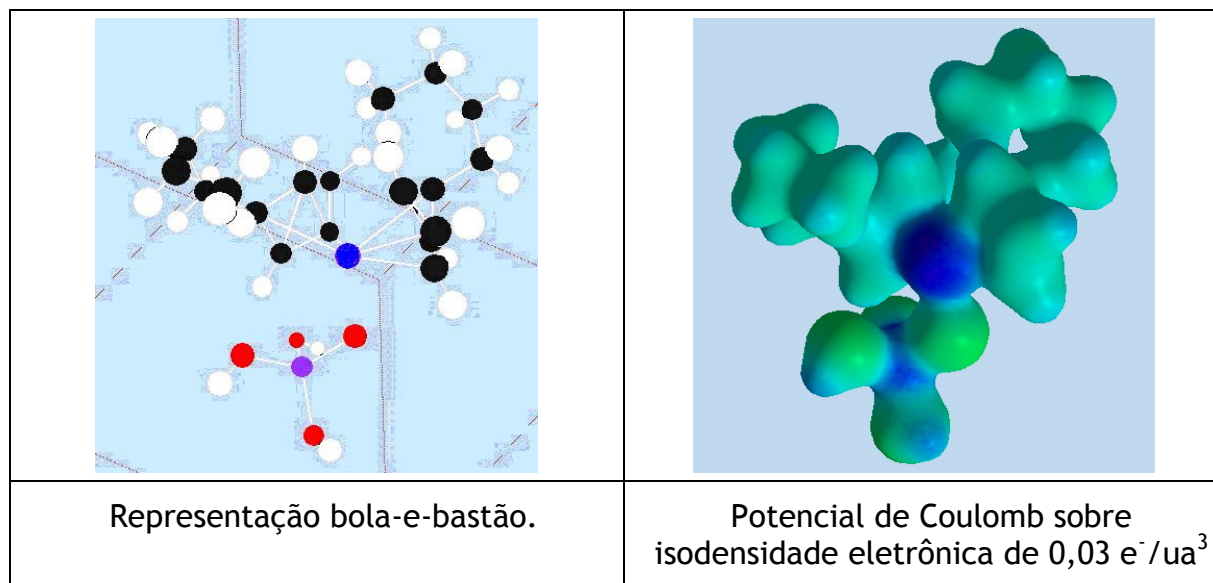 Representação bola-e-bastão.
Potencial de Coulomb sobre
isodensidade eletrônica de 0,03 e⁻/ua³